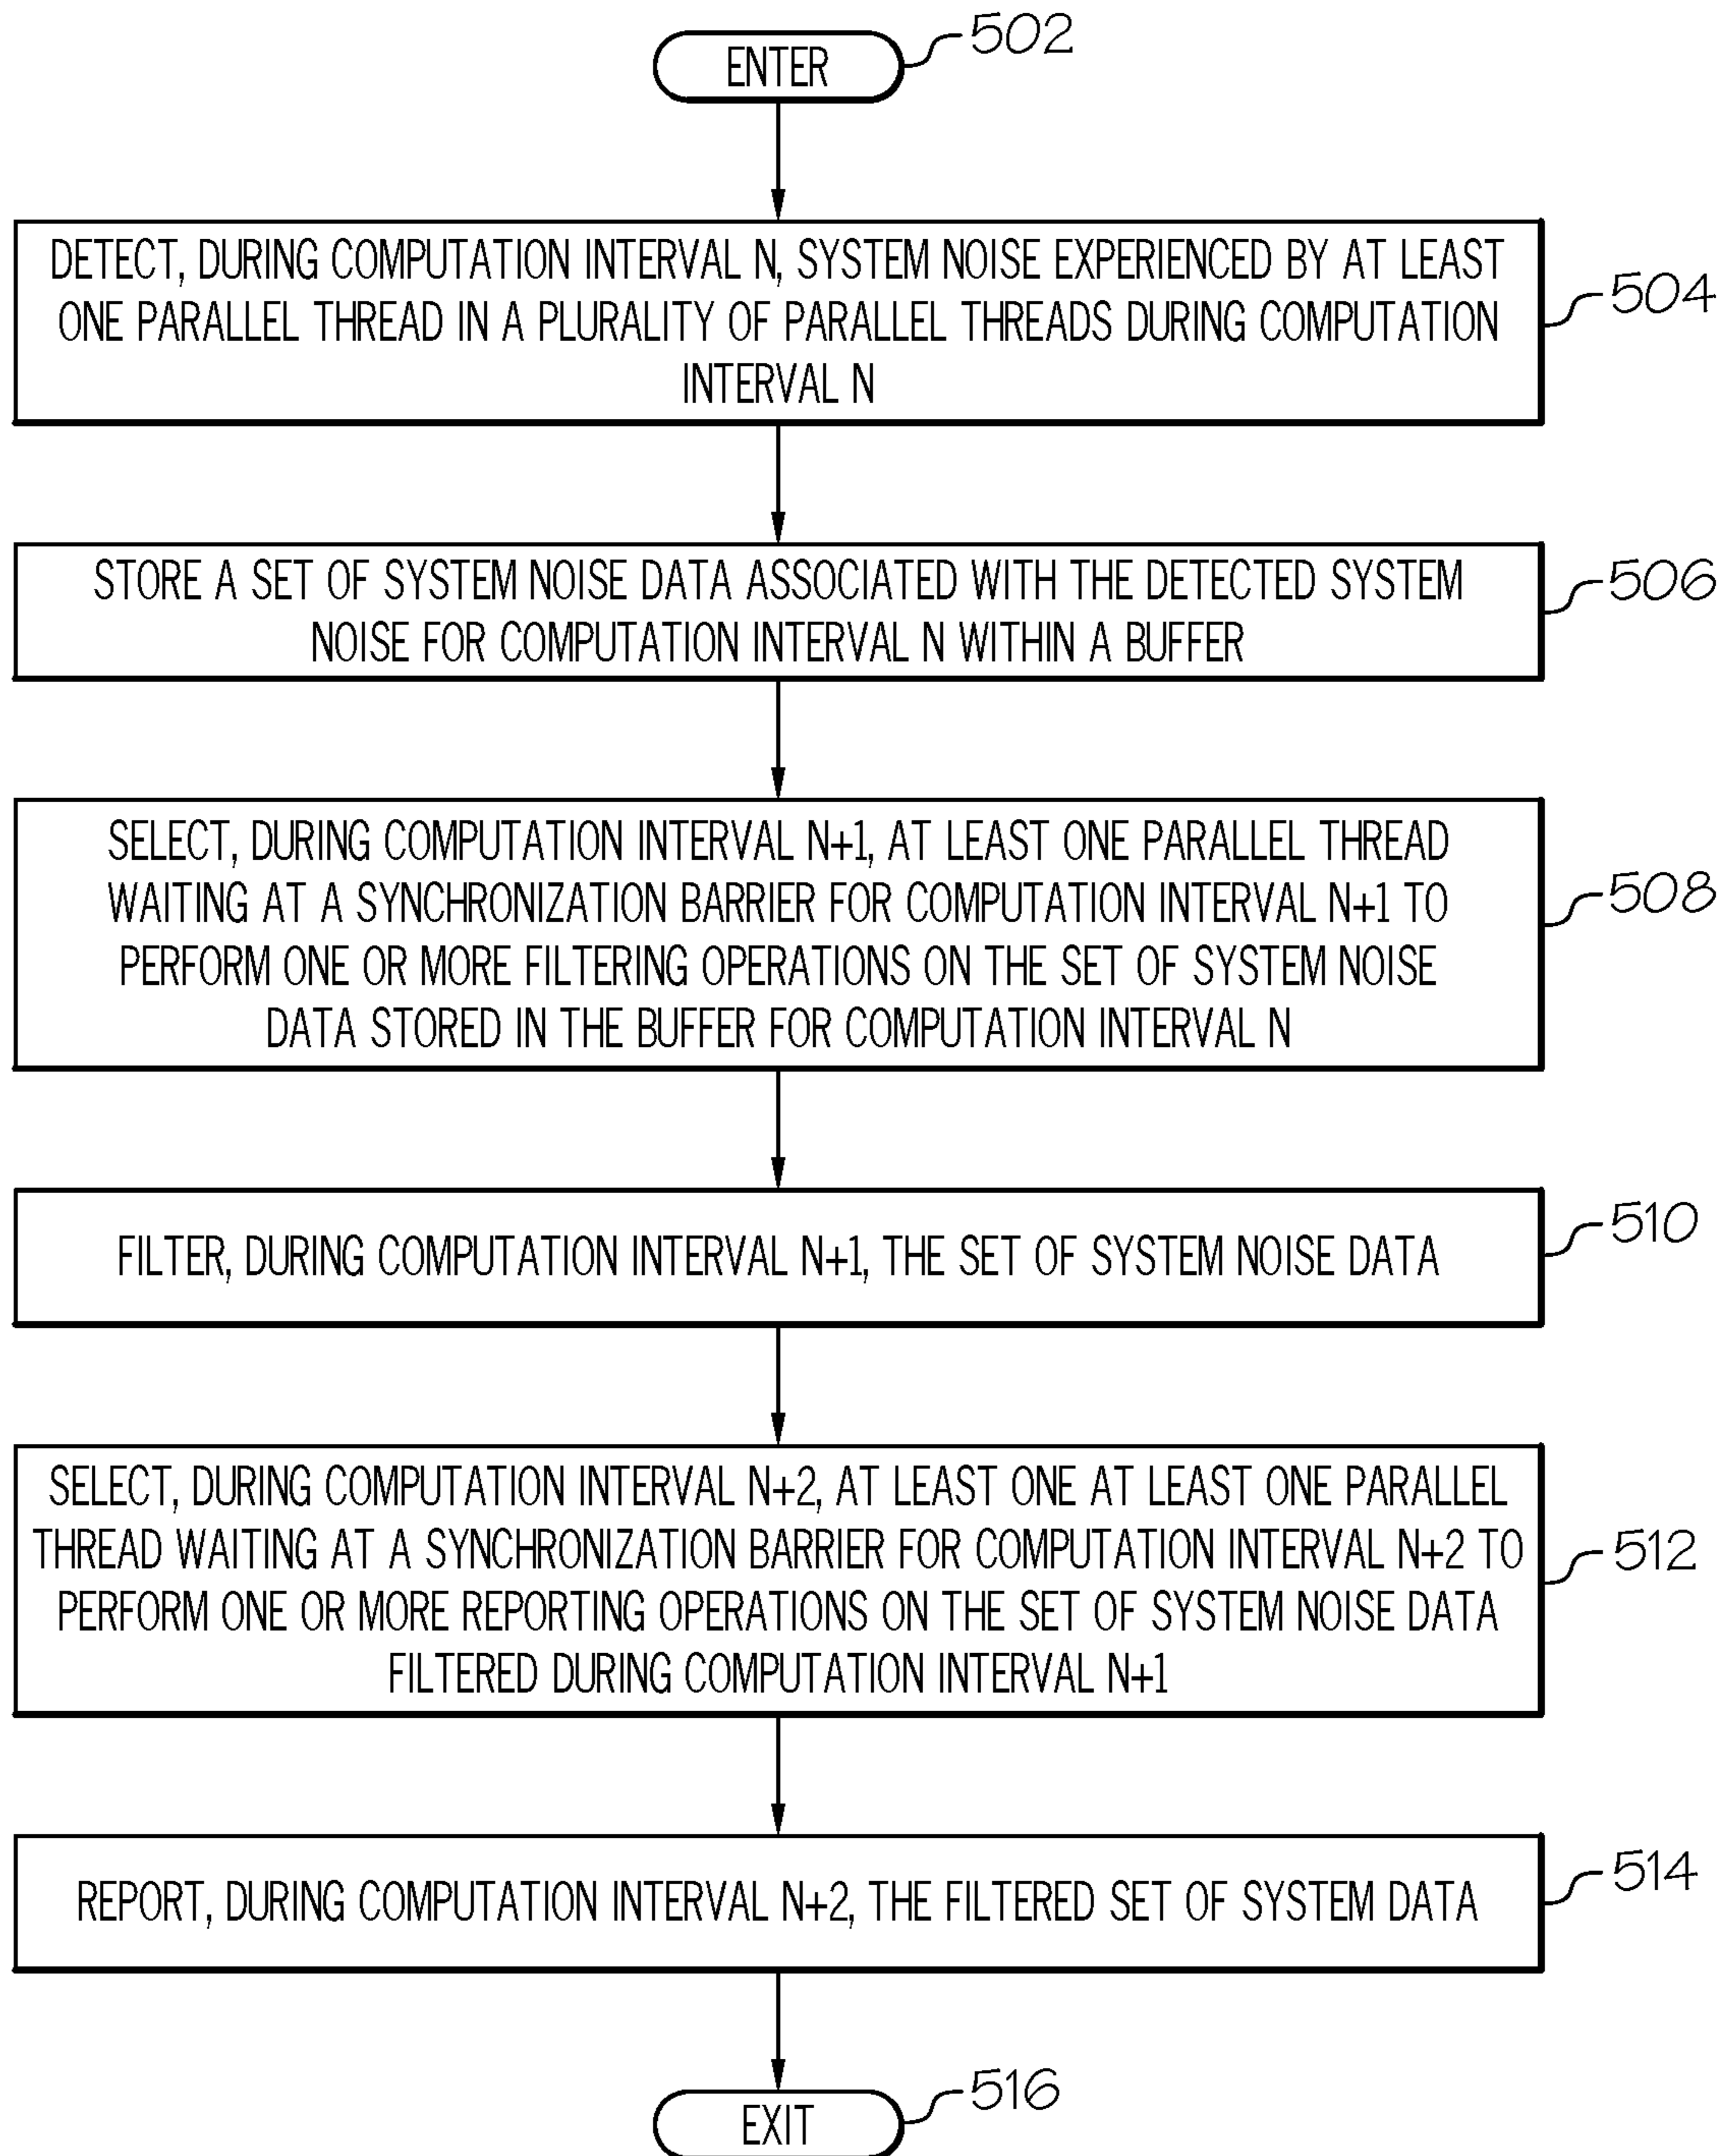 ENTER
502
DETECT, DURING COMPUTATION INTERVAL N, SYSTEM NOISE EXPERIENCED BY AT LEAST
ONE PARALLEL THREAD IN A PLURALITY OF PARALLEL THREADS DURING COMPUTATION
INTERVAL N
504
STORE A SET OF SYSTEM NOISE DATA ASSOCIATED WITH THE DETECTED SYSTEM
NOISE FOR COMPUTATION INTERVAL N WITHIN A BUFFER
506
SELECT, DURING COMPUTATION INTERVAL N+1, AT LEAST ONE PARALLEL THREAD
WAITING AT A SYNCHRONIZATION BARRIER FOR COMPUTATION INTERVAL N+1 TO
PERFORM ONE OR MORE FILTERING OPERATIONS ON THE SET OF SYSTEM NOISE
DATA STORED IN THE BUFFER FOR COMPUTATION INTERVAL N
508
FILTER, DURING COMPUTATION INTERVAL N+1, THE SET OF SYSTEM NOISE DATA
510
SELECT, DURING COMPUTATION INTERVAL N+2, AT LEAST ONE AT LEAST ONE PARALLEL
THREAD WAITING AT A SYNCHRONIZATION BARRIER FOR COMPUTATION INTERVAL N+2 TO
PERFORM ONE OR MORE REPORTING OPERATIONS ON THE SET OF SYSTEM NOISE DATA
FILTERED DURING COMPUTATION INTERVAL N+1
512
REPORT, DURING COMPUTATION INTERVAL N+2, THE FILTERED SET OF SYSTEM DATA
514
EXIT
516